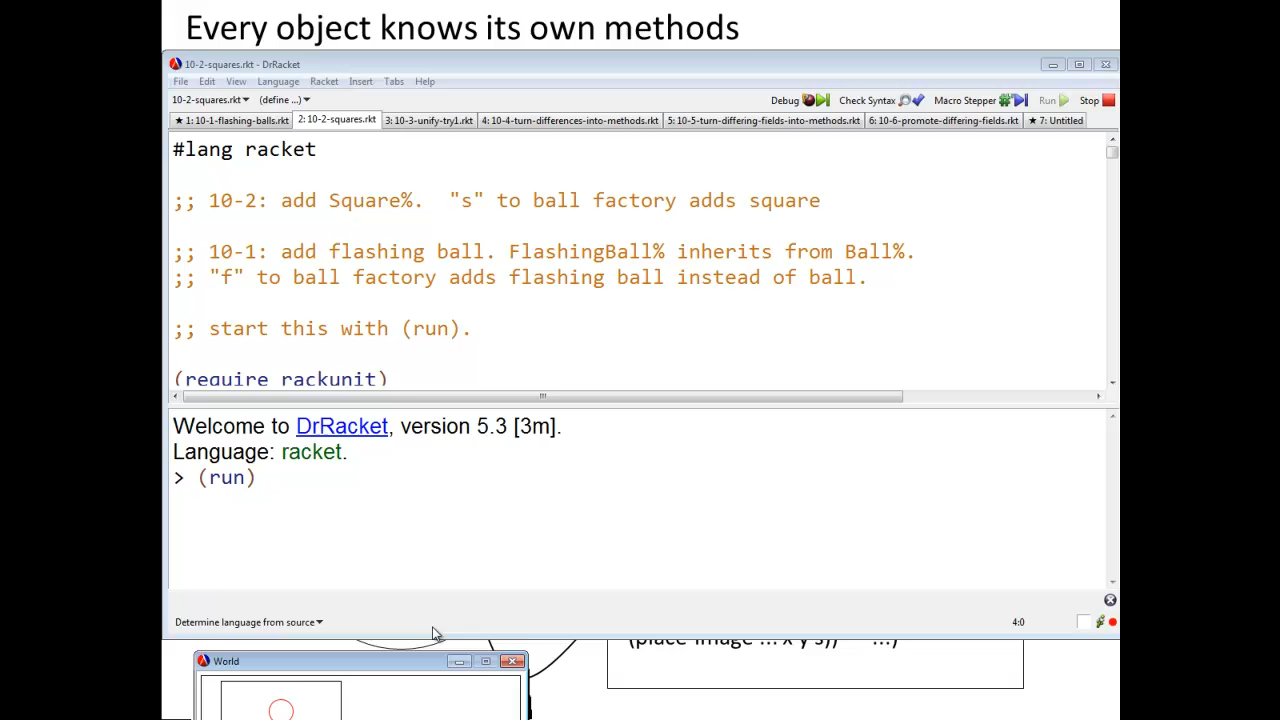 Every object knows its own methods
10-2-squares.rkt - DrRacket
File Edit View Language Racket Insert Tabs Help
10-2-squares.rkt (define ...) Debug Check Syntax Macro Stepper Run Stop
1: 10-1-flashing-balls.rkt 2: 10-2-squares.rkt 3: 10-3-unify-try1.rkt 4: 10-4-turn-differences-into-methods.rkt 5: 10-5-turn-differing-fields-into-methods.rkt 6: 10-6-promote-differing-fields.rkt 7: Untitled
#lang racket
;; 10-2: add Square%. "s" to ball factory adds square
;; 10-1: add flashing ball. FlashingBall% inherits from Ball%.
;; "f" to ball factory adds flashing ball instead of ball.
;; start this with (run).
(require rackunit)
Welcome to DrRacket, version 5.3 [3m].
Language: racket.
> (run)
Determine language from source 4:0
(place-image ... x y s)) ...)
World